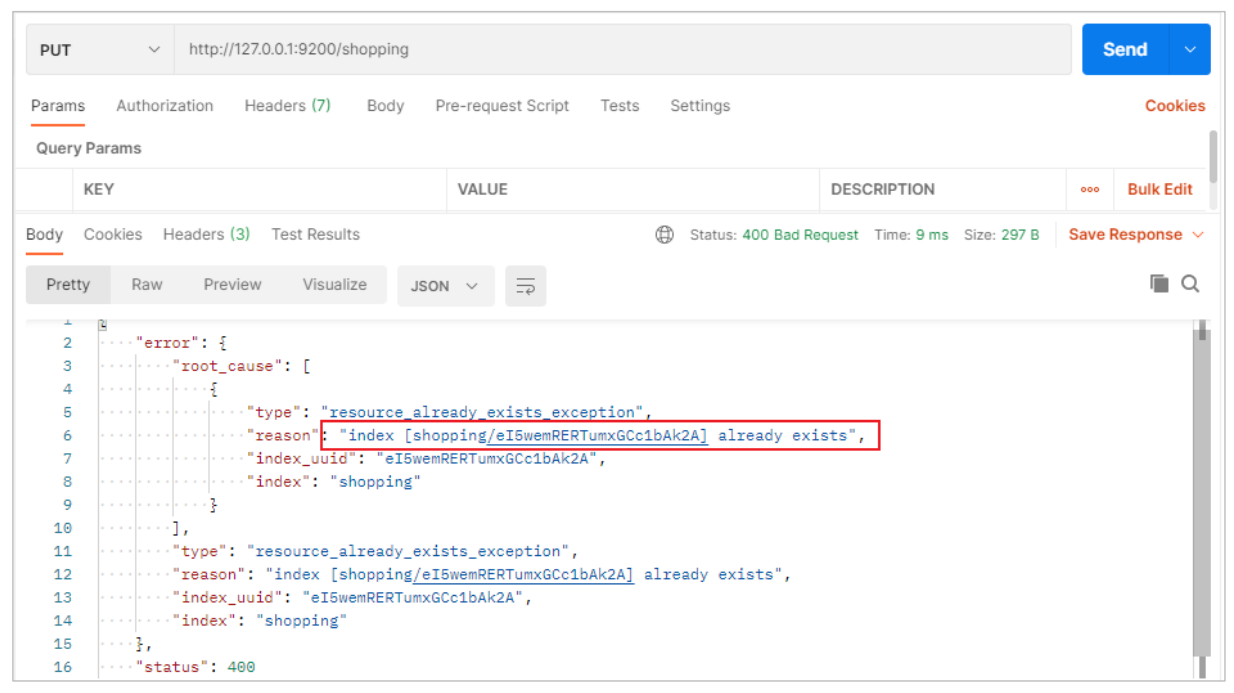 PUT http://127.0.0.1:9200/shopping Send
Params Authorization Headers (7) Body Pre-request Script Tests Settings Cookies
Query Params
KEY VALUE DESCRIPTION ooo Bulk Edit
Body Cookies Headers (3) Test Results Status: 400 Bad Request Time: 9 ms Size: 297 B Save Response
Pretty Raw Preview Visualize JSON
1 {
2 "error": {
3 "root_cause": [
4 {
5 "type": "resource_already_exists_exception",
6 "reason": "index [shopping/eI5wemRERTumxGCc1bAk2A] already exists",
7 "index_uuid": "eI5wemRERTumxGCc1bAk2A",
8 "index": "shopping"
9 }
10 ],
11 "type": "resource_already_exists_exception",
12 "reason": "index [shopping/eI5wemRERTumxGCc1bAk2A] already exists",
13 "index_uuid": "eI5wemRERTumxGCc1bAk2A",
14 "index": "shopping"
15 },
16 "status": 400